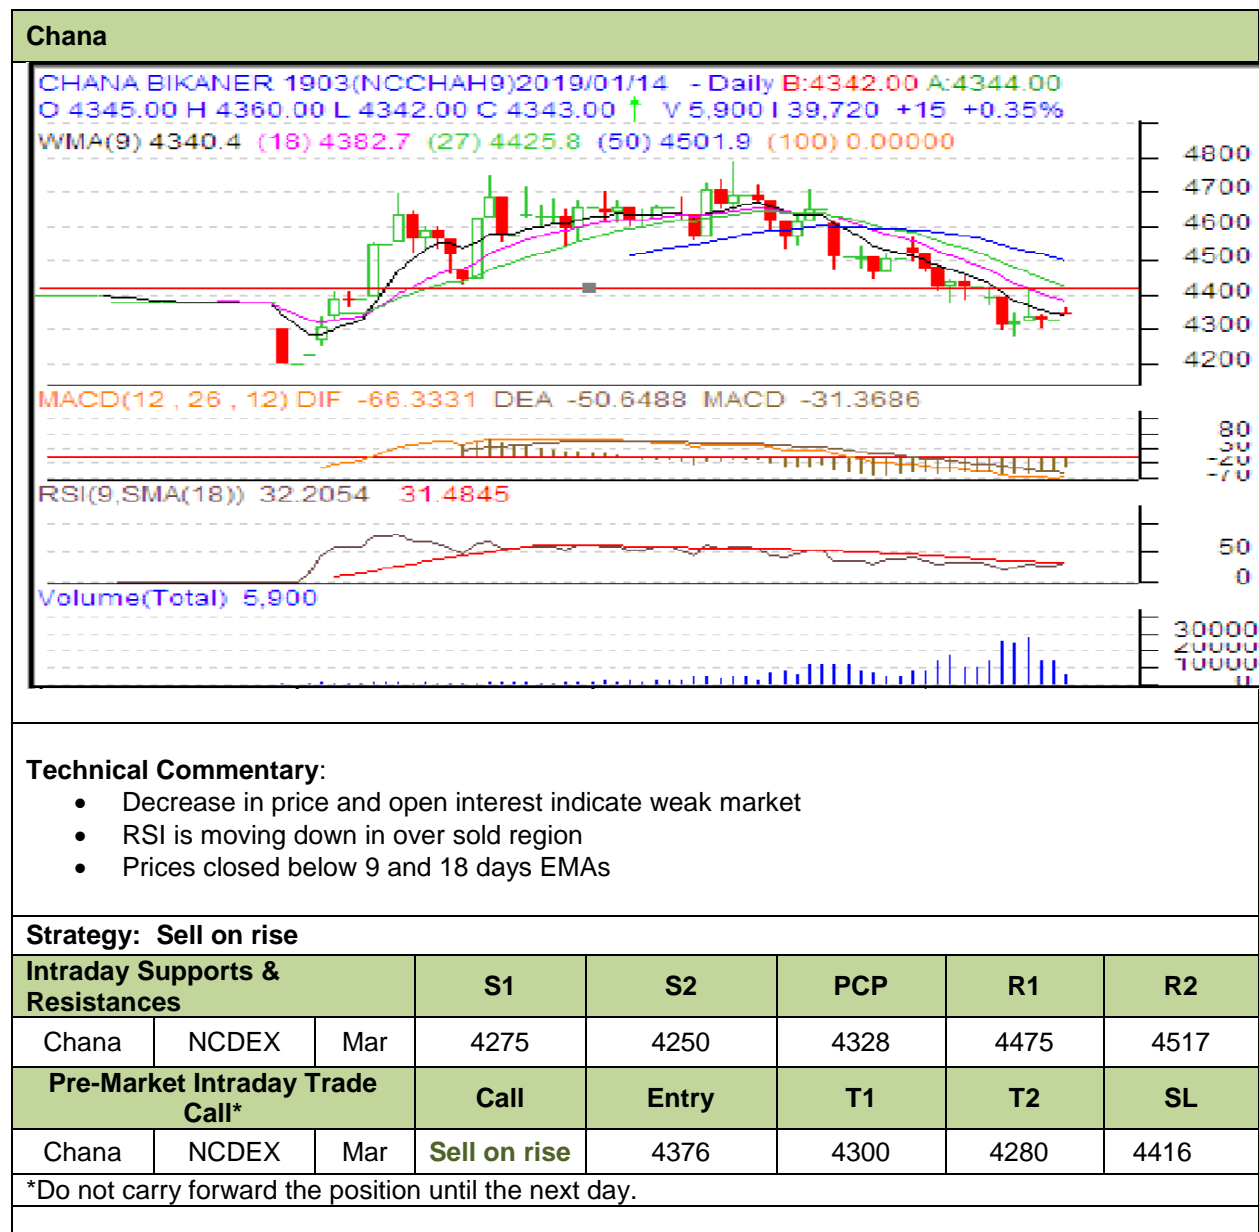 Chana
CHANA BIKANER 1903(NCCHAH9)2019/01/14 - Daily B:4342.00 A:4344.00
O 4345.00 H 4360.00 L 4342.00 C 4343.00 ↑ V 5,900 I 39,720 +15 +0.35%
WMA(9) 4340.4 (18) 4382.7 (27) 4425.8 (50) 4501.9 (100) 0.00000
4800
4700
4600
4500
4400
4300
4200
MACD(12 , 26 , 12) DIF -66.3331 DEA -50.6488 MACD -31.3686
80
30
-20
-70
RSI(9,SMA(18)) 32.2054 31.4845
50
0
Volume(Total) 5,900
30000
20000
10000
0
Technical Commentary:
• Decrease in price and open interest indicate weak market
• RSI is moving down in over sold region
• Prices closed below 9 and 18 days EMAs
Strategy: Sell on rise
Intraday Supports & Resistances S1 S2 PCP R1 R2
Chana NCDEX Mar 4275 4250 4328 4475 4517
Pre-Market Intraday Trade Call* Call Entry T1 T2 SL
Chana NCDEX Mar Sell on rise 4376 4300 4280 4416
*Do not carry forward the position until the next day.